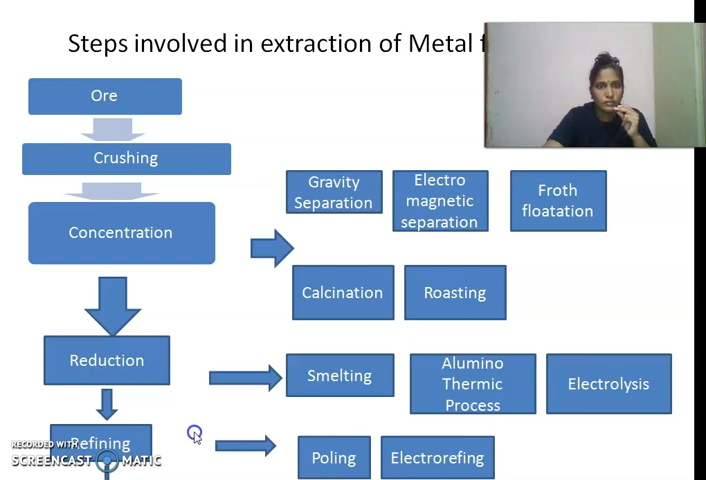 Steps involved in extraction of Metal
Ore
Crushing
Concentration
Gravity
Separation
Electro
magnetic
separation
Froth
floatation
Calcination
Roasting
Reduction
Smelting
Alumino
Thermic
Process
Electrolysis
Refining
Poling
Electrorefing
RECORDED WITH
SCREENCAST MATIC